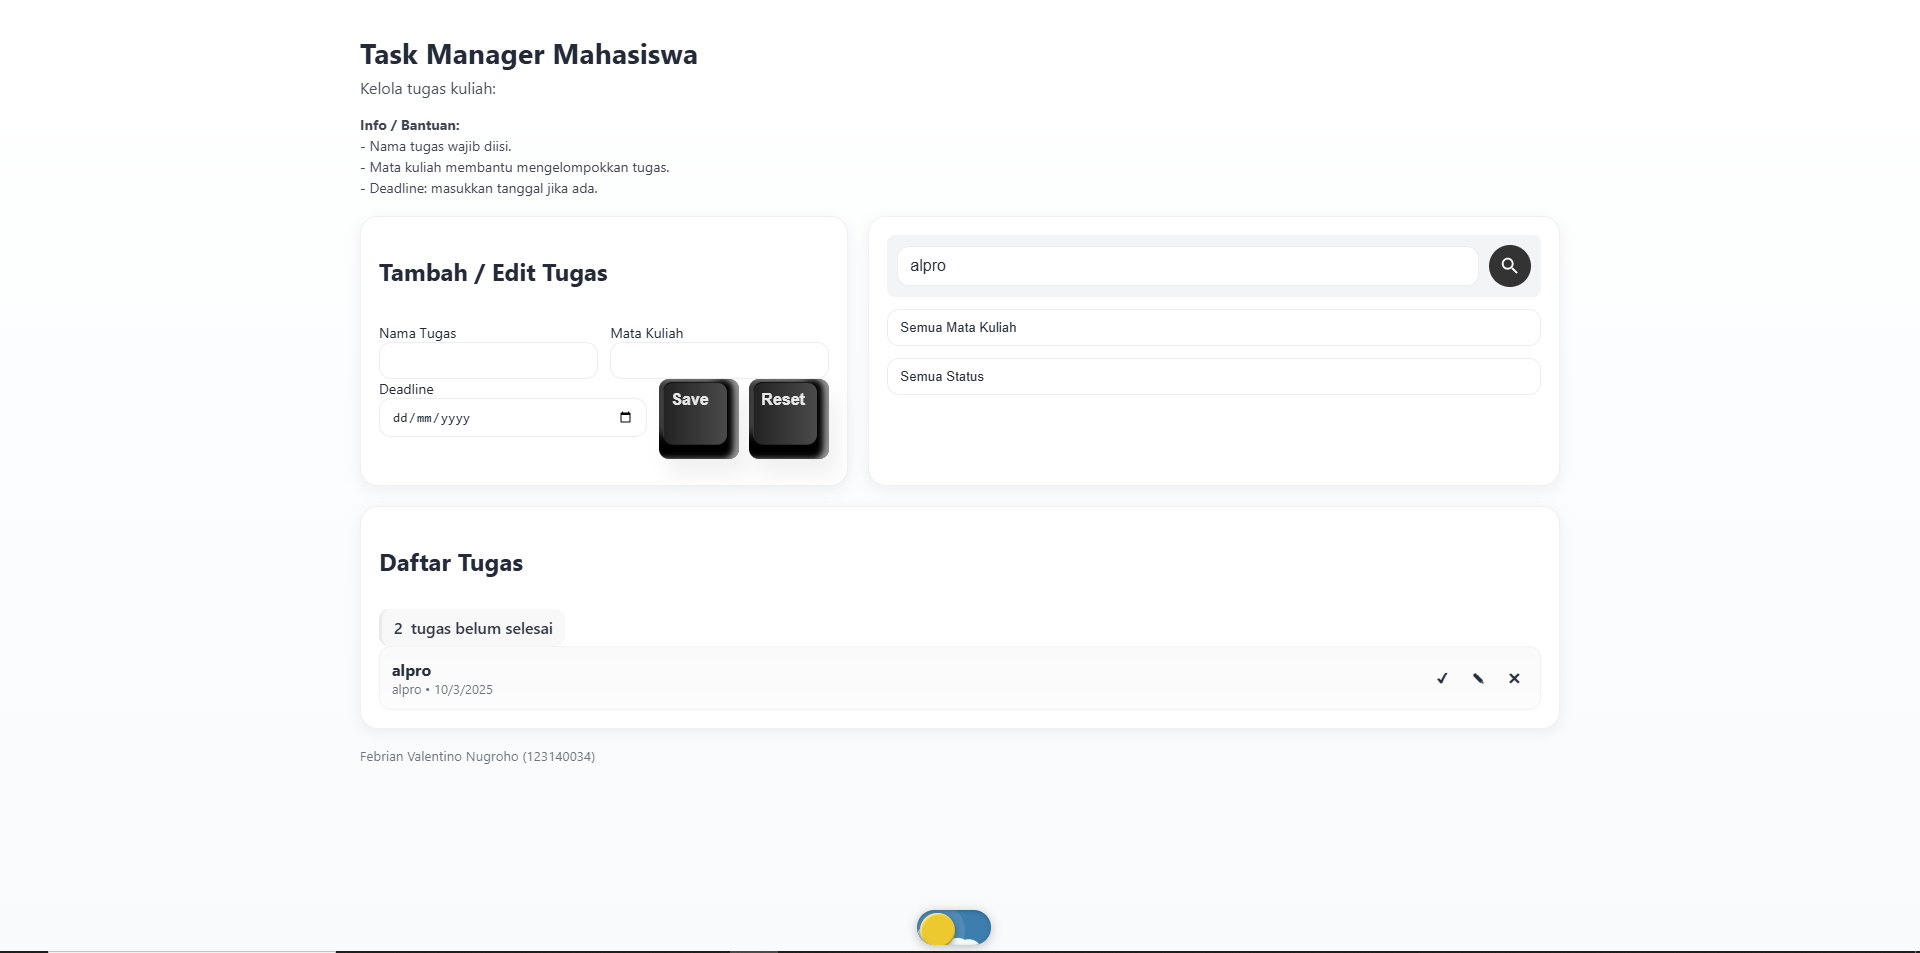 Task Manager Mahasiswa
Kelola tugas kuliah:
Info / Bantuan:
- Nama tugas wajib diisi.
- Mata kuliah membantu mengelompokkan tugas.
- Deadline: masukkan tanggal jika ada.
Tambah / Edit Tugas
Nama Tugas
Mata Kuliah
Deadline
dd/mm/yyyy
Save
Reset
alpro
Semua Mata Kuliah
Semua Status
Daftar Tugas
2 tugas belum selesai
alpro
alpro • 10/3/2025
Febrian Valentino Nugroho (123140034)